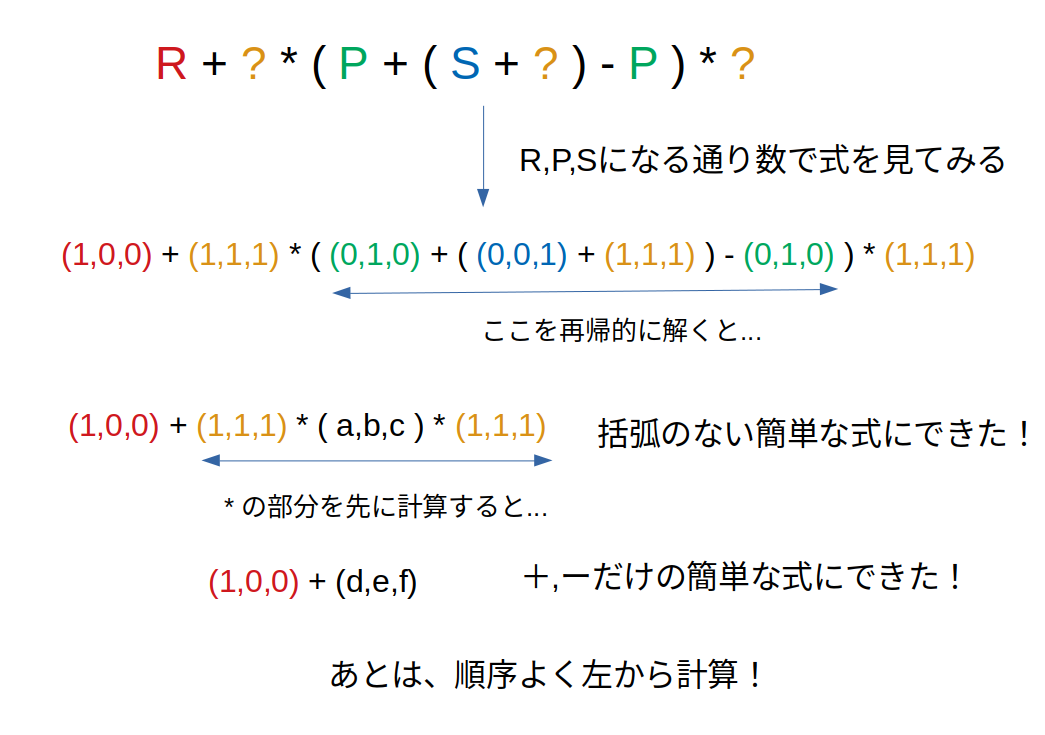 R + ? * ( P + ( S + ? ) - P ) * ?
R,P,Sになる通り数で式を見てみる
(1,0,0) + (1,1,1) * ( (0,1,0) + ( (0,0,1) + (1,1,1) ) - (0,1,0) ) * (1,1,1)
ここを再帰的に解くと...
(1,0,0) + (1,1,1) * ( a,b,c ) * (1,1,1)
括弧のない簡単な式にできた！
* の部分を先に計算すると...
(1,0,0) + (d,e,f)
＋,ーだけの簡単な式にできた！
あとは、順序よく左から計算！